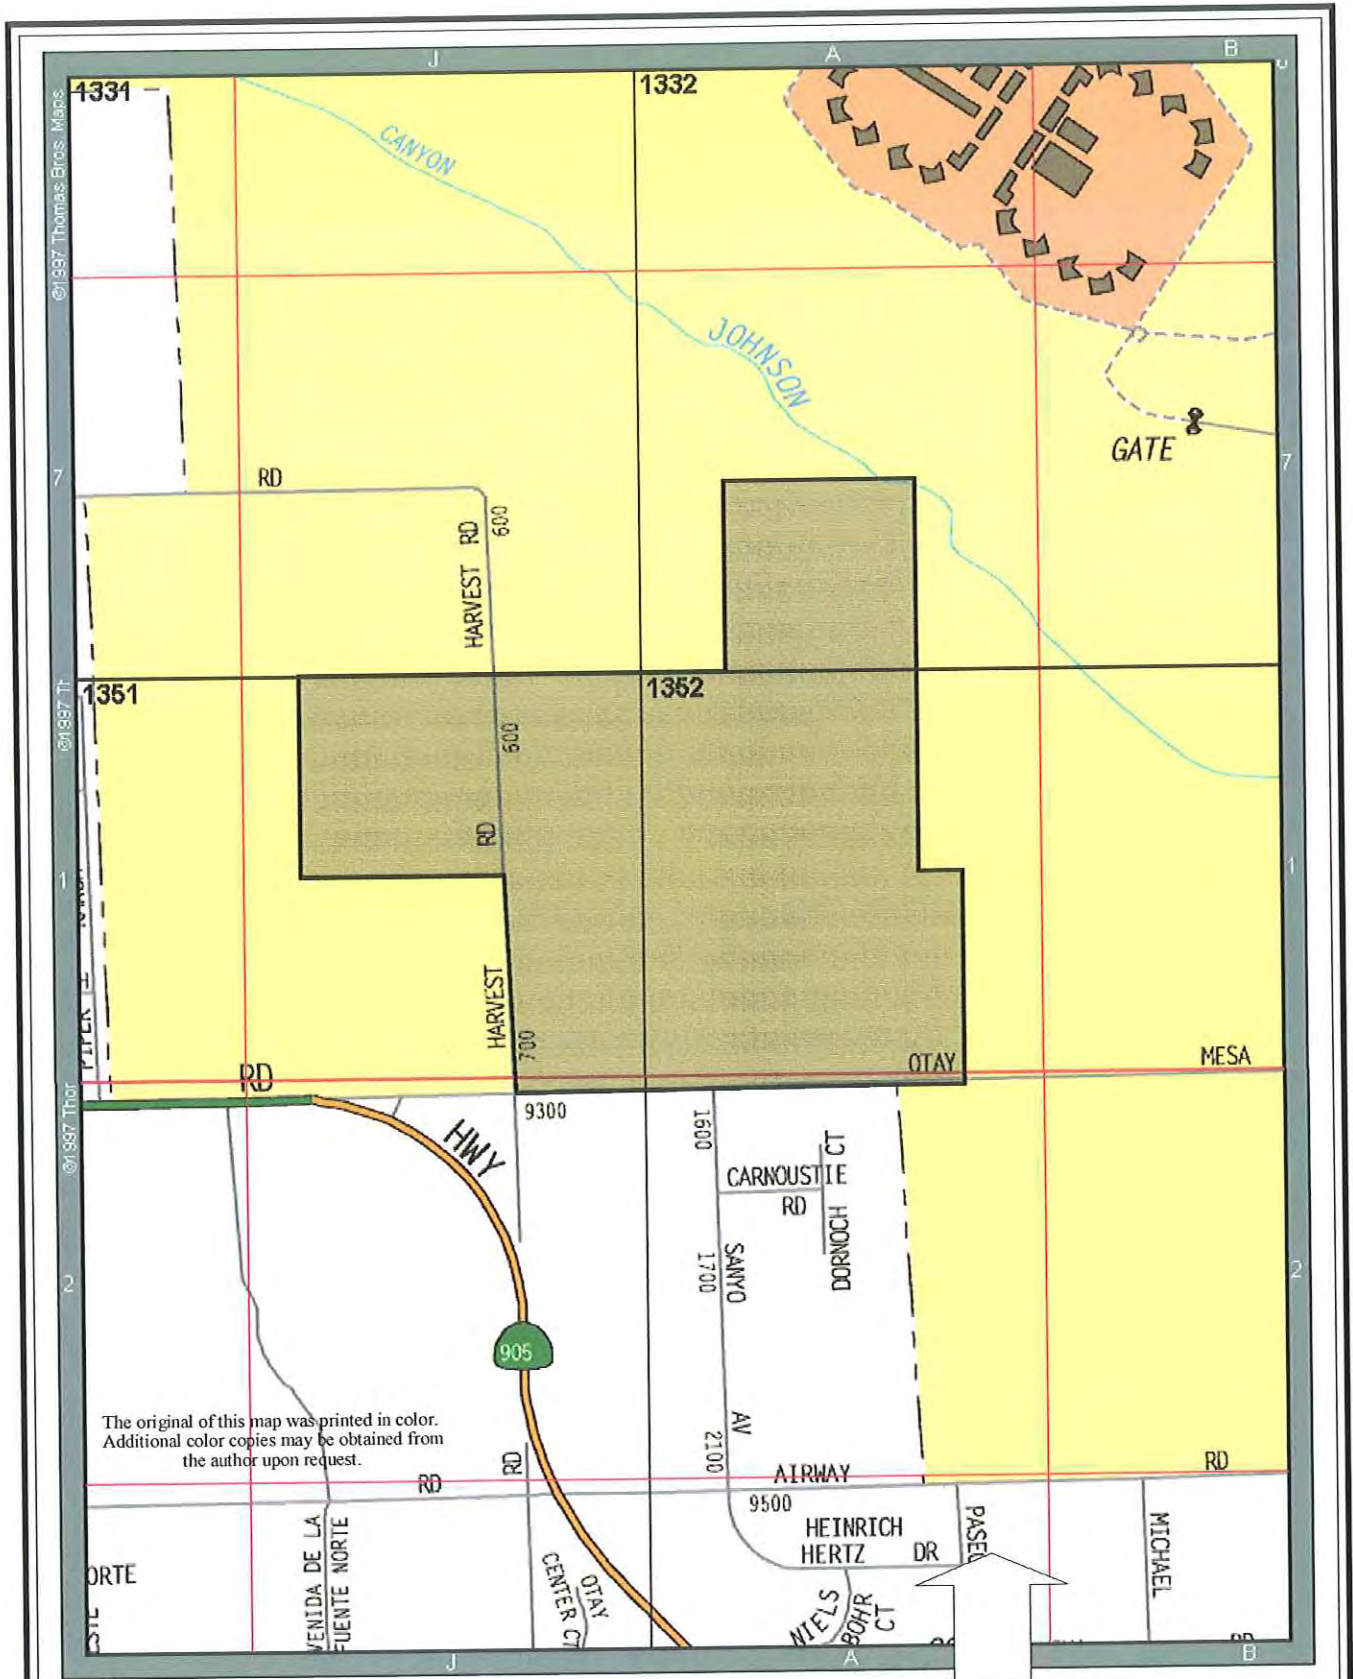 J
A
B
1331
1332
©1997 Thomas Bros. Maps
CANYON
JOHNSON
GATE
7
7
RD
HARVEST RD
600
1351
1352
©1997 Tr
600
RD
1
1
HARVEST
700
PIPER
OTAY
MESA
RD
9300
©1997 Thor
HWY
1600
CARNOUSTIE
RD
DORNOCH CT
SANYO
1700
2
2
905
The original of this map was printed in color.
Additional color copies may be obtained from
the author upon request.
AV
2100
RD
RD
AIRWAY
RD
9500
HEINRICH
HERTZ DR
PASEO
MICHAEL
ORTE
VENIDA DE LA
FUENTE NORTE
OTAY
CENTER CT
NIELS
BOHR
CT
RD
J
A
B